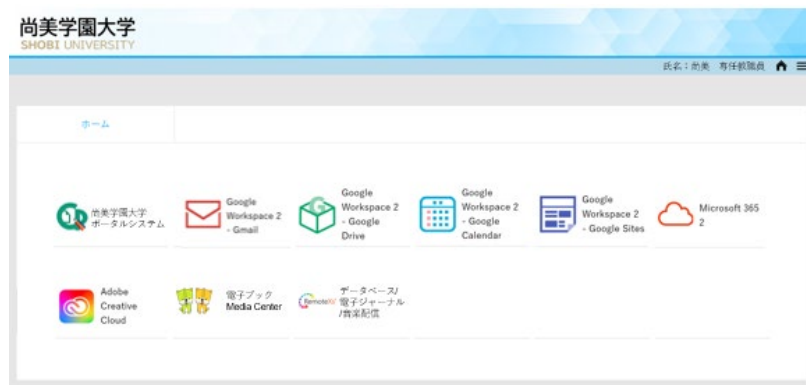 尚美学園大学
SHOBI UNIVERSITY
氏名：尚美 専任教職員
ホーム
尚美学園大学
ポータルシステム
Google
Workspace 2
- Gmail
Google
Workspace 2
- Google
Drive
Google
Workspace 2
- Google
Calendar
Google
Workspace 2
- Google Sites
Microsoft 365
2
Adobe
Creative
Cloud
電子ブック
Media Center
RemoteXs
データベース/
電子ジャーナル
/音楽配信